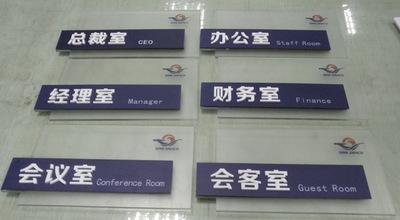 总裁室 CEO
办公室 Staff Room
经理室 Manager
财务室 Finance
会议室 Conference Room
会客室 Guest Room